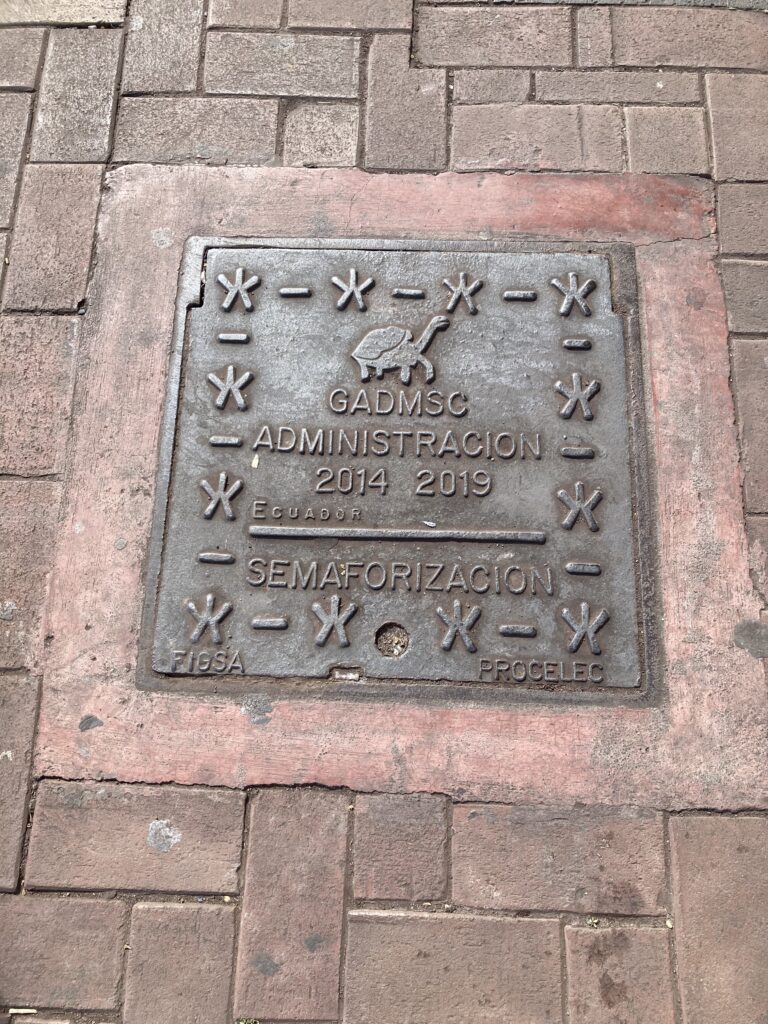 GADMSC
ADMINISTRACION
2014 2019
ECUADOR
SEMAFORIZACION
FIGSA
PROCELEC